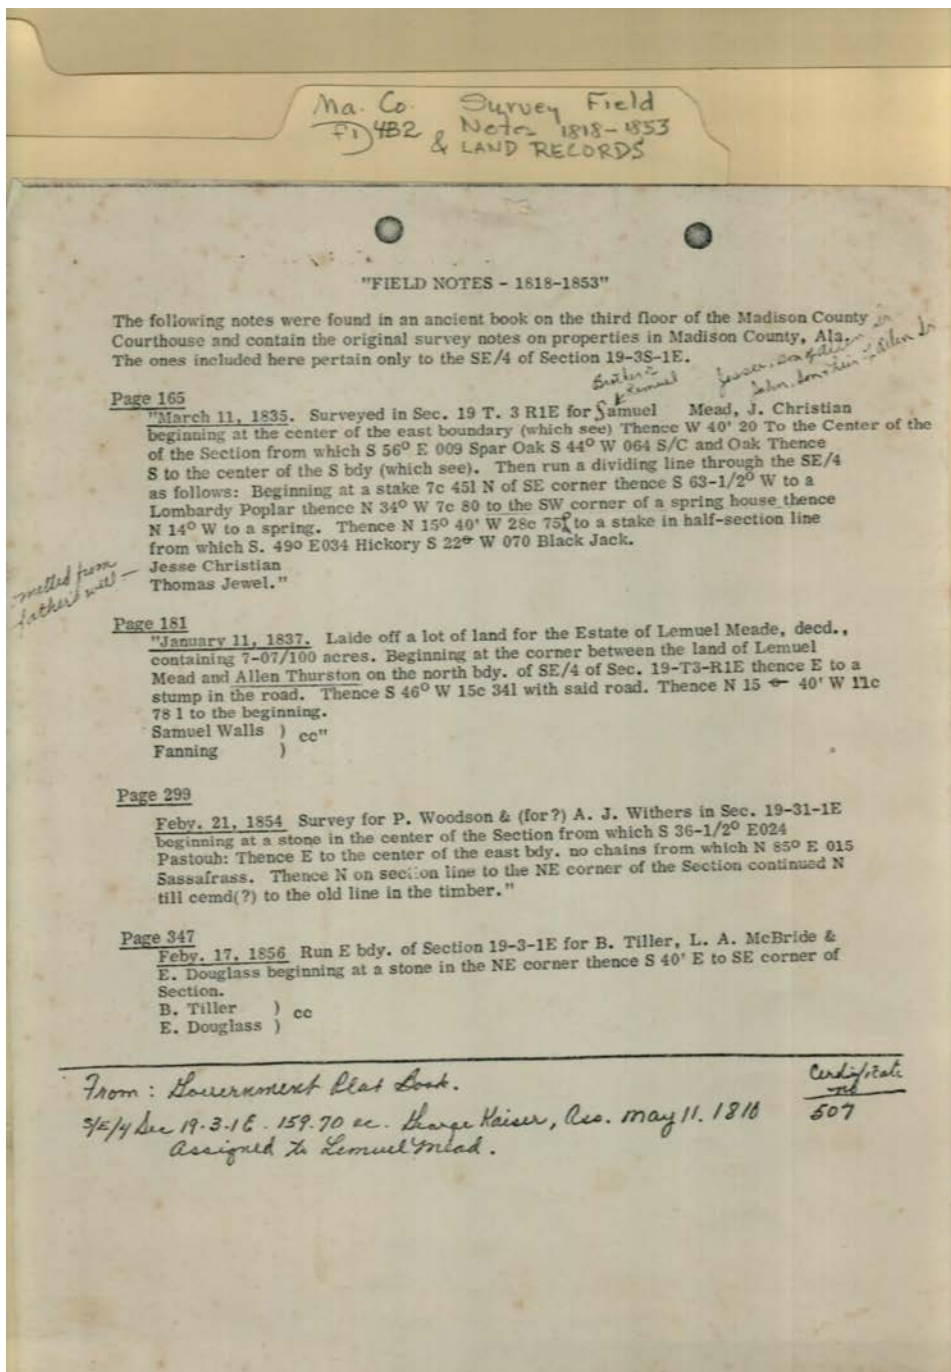 Ma. Co. Survey Field
F1) 4B2 Notes 1818-1853
& LAND RECORDS
"FIELD NOTES - 1818-1853"
The following notes were found in an ancient book on the third floor of the Madison County
Courthouse and contain the original survey notes on properties in Madison County, Ala.
The ones included here pertain only to the SE/4 of Section 19-3S-1E.
Brother to
Lemuel
Jesse, son
John, son
Page 165
"March 11, 1835. Surveyed in Sec. 19 T. 3 R1E for Samuel Mead, J. Christian
beginning at the center of the east boundary (which see) Thence W 40' 20 To the Center of the
of the Section from which S 56° E 009 Spar Oak S 44° W 064 S/C and Oak Thence
S to the center of the S bdy (which see). Then run a dividing line through the SE/4
as follows: Beginning at a stake 7c 45l N of SE corner thence S 63-1/2° W to a
Lombardy Poplar thence N 34° W 7c 80 to the SW corner of a spring house thence
N 14° W to a spring. Thence N 15° 40' W 28c 75l to a stake in half-section line
from which S. 49° E034 Hickory S 22° W 070 Black Jack.
Jesse Christian
Thomas Jewel."
omitted from
father's will —
Page 181
"January 11, 1837. Laide off a lot of land for the Estate of Lemuel Meade, decd.,
containing 7-07/100 acres. Beginning at the corner between the land of Lemuel
Mead and Allen Thurston on the north bdy. of SE/4 of Sec. 19-T3-R1E thence E to a
stump in the road. Thence S 46° W 15c 34l with said road. Thence N 15 40' W 11c
78 l to the beginning.
Samuel Walls ) cc"
Fanning )
Page 299
Feby. 21, 1854 Survey for P. Woodson & (for?) A. J. Withers in Sec. 19-31-1E
beginning at a stone in the center of the Section from which S 36-1/2° E024
Pastouh: Thence E to the center of the east bdy. no chains from which N 85° E 015
Sassafrass. Thence N on section line to the NE corner of the Section continued N
till cemd(?) to the old line in the timber."
Page 347
Feby. 17, 1856 Run E bdy. of Section 19-3-1E for B. Tiller, L. A. McBride &
E. Douglass beginning at a stone in the NE corner thence S 40' E to SE corner of
Section.
B. Tiller ) cc
E. Douglass )
From: Government Plat Book. Certificate
no
S/E/4 Sec 19-3-1E. 159.70 ac. George Kaiser, Ass. May 11. 1810 507
Assigned to Lemuel Mead.